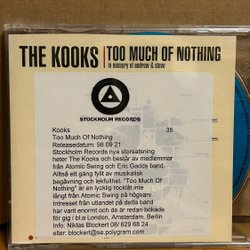 THE KOOKS | TOO MUCH OF NOTHING
in memory of andrew & steve
STOCKHOLM RECORDS
Kooks 35
Too Much Of Nothing
Releasedatum: 98 09 21
Stockholm Records nya storsatsning
heter The Kooks och består av medlemmar
från Atomic Swing och Eric Gadds band.
Alltså ett gäng fyllt av musikalisk
begåvning och lekfullhet. "Too Much Of
Nothing" är en lycklig rocklåt inte
långt från Atomic Swing på högvarv.
Intresset från utlandet på detta band
har varit enormt och de är redan bokade
för gig i bl a London, Amsterdam, Berlin
Info: Niklas Blockert 08/ 629 68 24
eller: blockert@sa.polygram.com